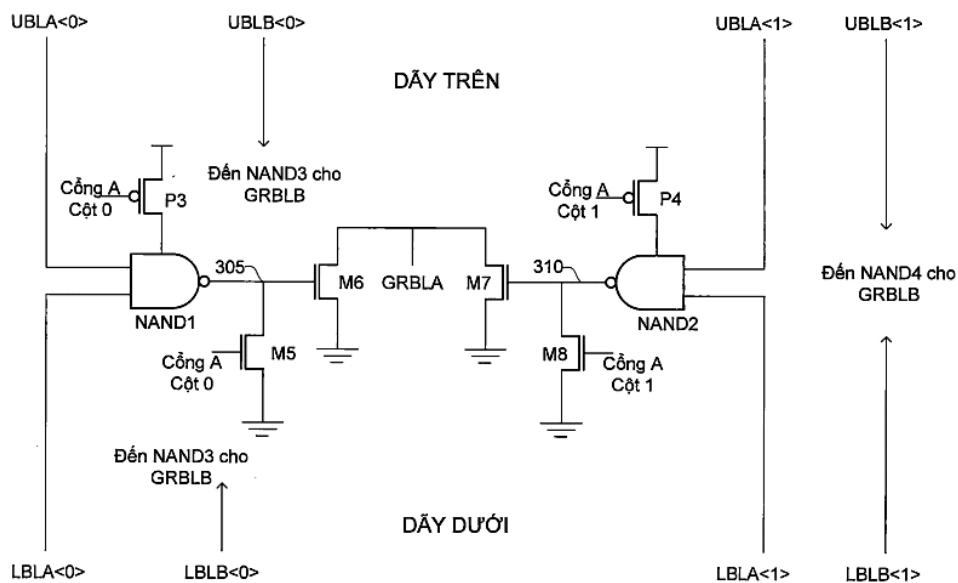 UBLA<0>
UBLB<0>
UBLA<1>
UBLB<1>
DÃY TRÊN
Cổng A
Cột 0
P3
Đến NAND3 cho
GRBLB
Cổng A
Cột 1
P4
305
NAND1
M6
GRBLA
M7
310
NAND2
Đến NAND4 cho
GRBLB
Cổng A
Cột 0
M5
M8
Cổng A
Cột 1
Đến NAND3 cho
GRBLB
DÃY DƯỚI
LBLA<0>
LBLB<0>
LBLA<1>
LBLB<1>